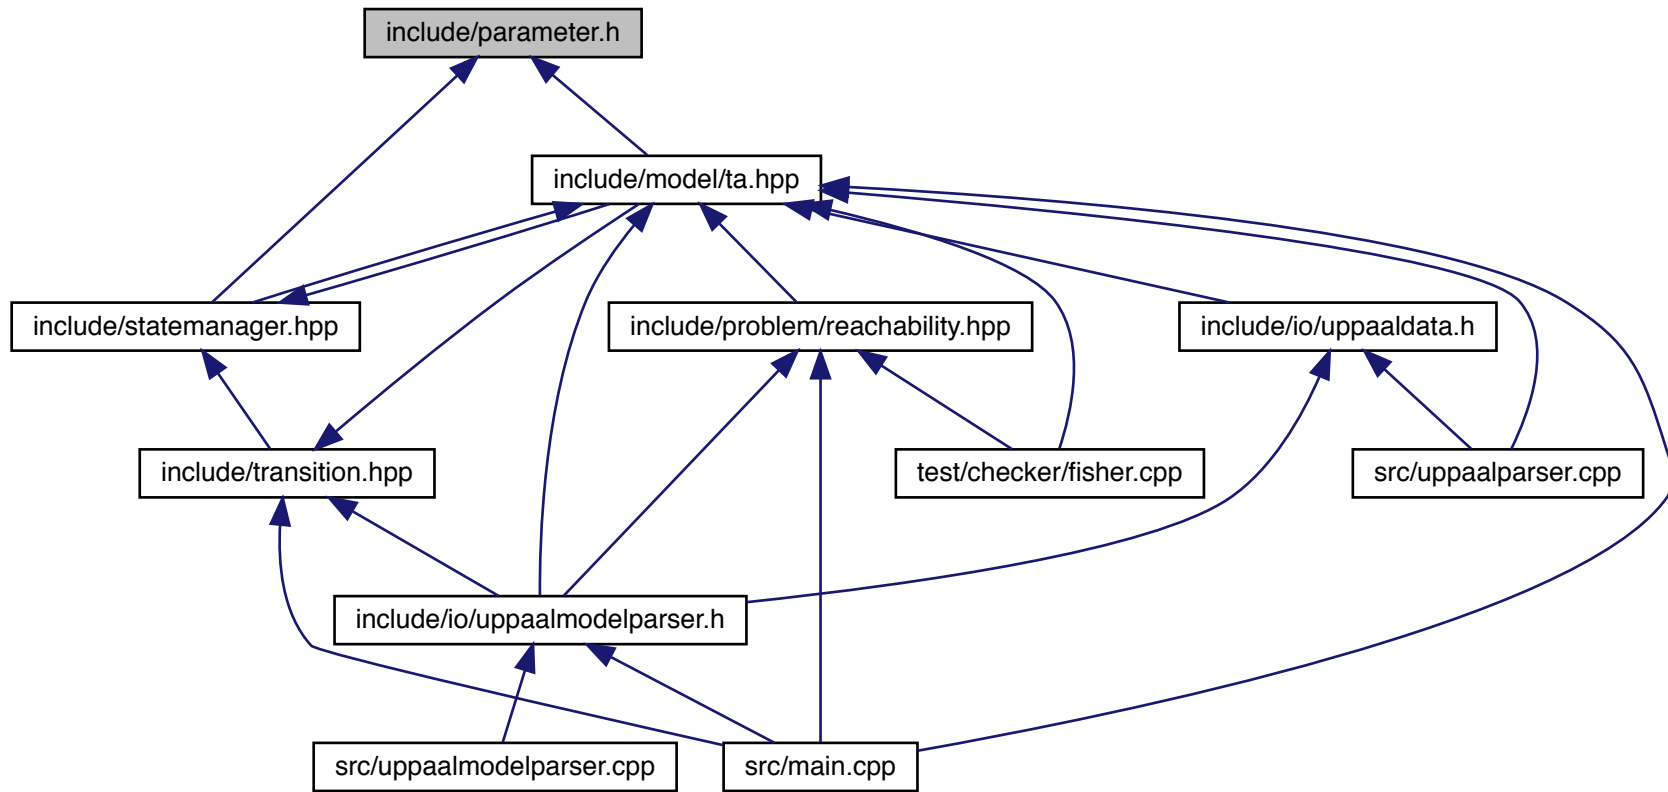 include/parameter.h
include/model/ta.hpp
include/statemanager.hpp
include/problem/reachability.hpp
include/io/uppaaldata.h
include/transition.hpp
test/checker/fisher.cpp
src/uppaalparser.cpp
include/io/uppaalmodelparser.h
src/uppaalmodelparser.cpp
src/main.cpp